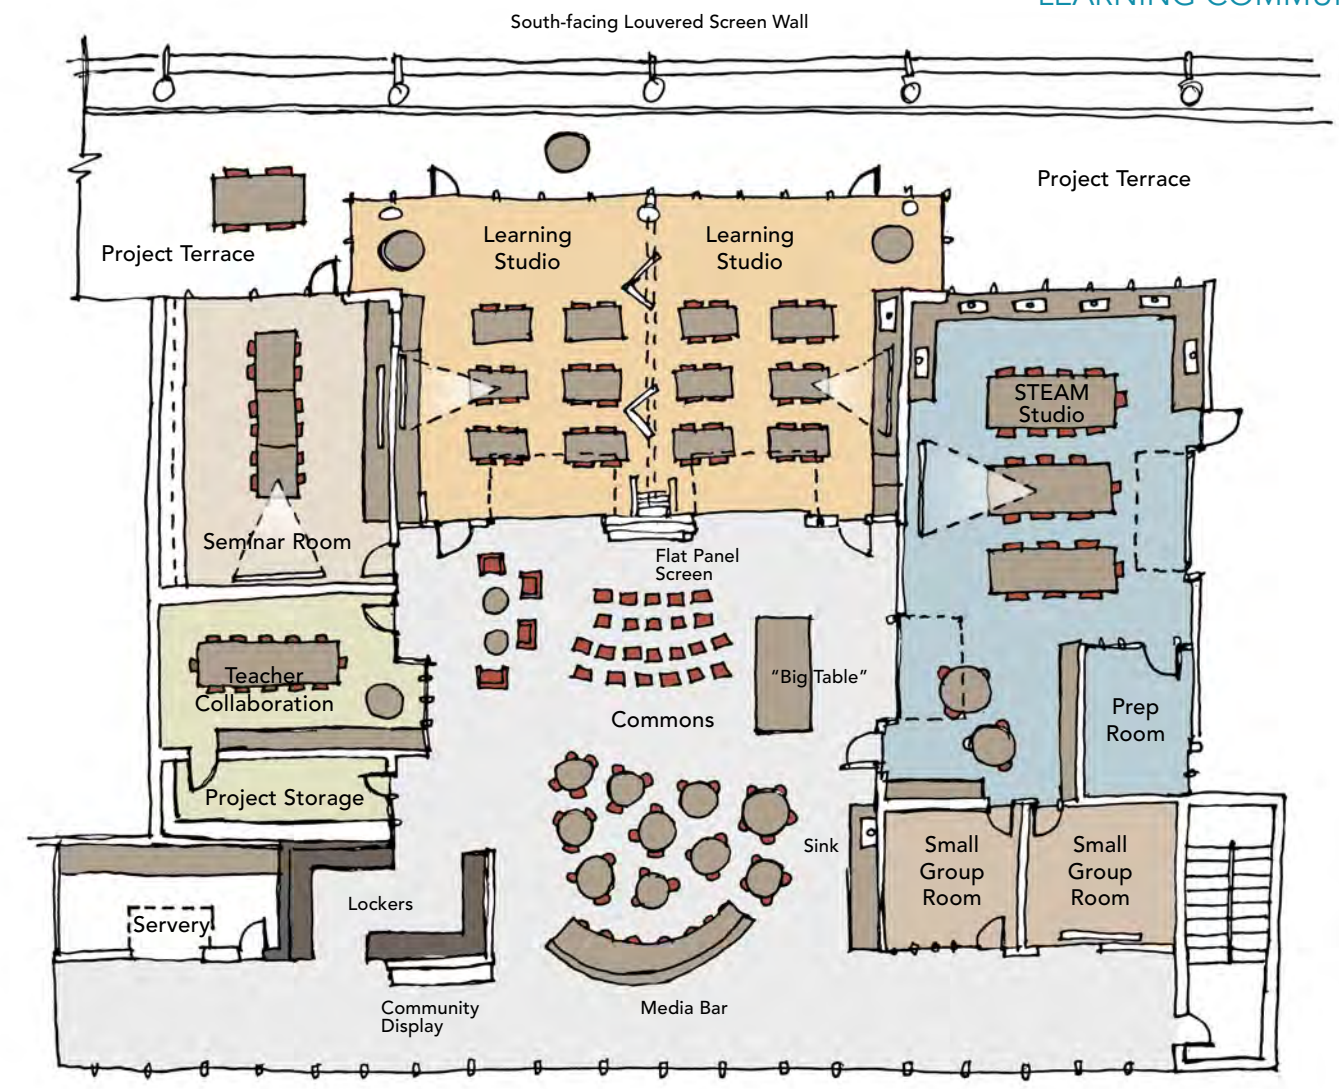 South-facing Louvered Screen Wall
Project Terrace
Project Terrace
Learning
Studio
Learning
Studio
STEAM
Studio
Seminar Room
Flat Panel
Screen
Teacher
Collaboration
"Big Table"
Commons
Prep
Room
Project Storage
Sink
Small
Group
Room
Small
Group
Room
Lockers
Servery
Community
Display
Media Bar